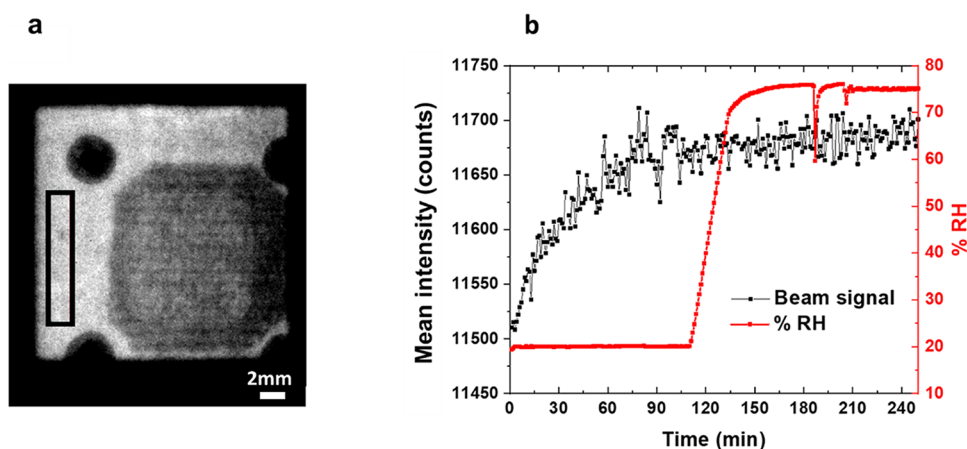 a
2mm
b
Mean intensity (counts)
11750
11700
11650
11600
11550
11500
11450
0 30 60 90 120 150 180 210 240
Time (min)
80
70
60
50
40
30
20
10
% RH
Beam signal
% RH